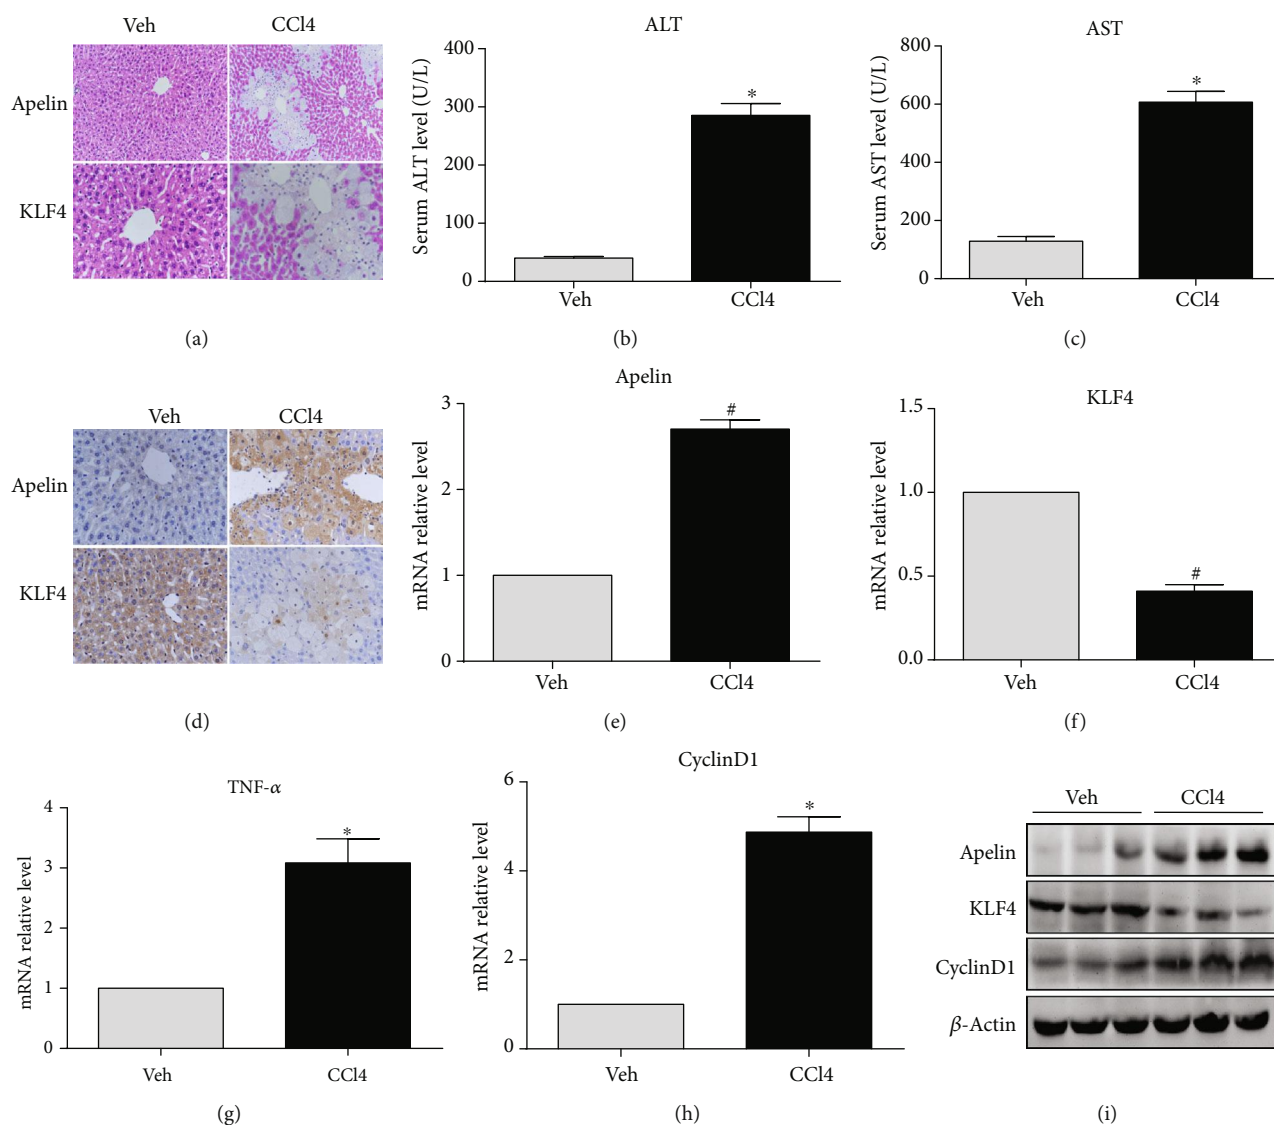 Veh CCl4
Apelin
KLF4
(a)
ALT
Serum ALT level (U/L)
400
300
200
100
0
Veh CCl4
(b)
AST
Serum AST level (U/L)
800
600
400
200
0
Veh CCl4
(c)
Veh CCl4
Apelin
KLF4
(d)
Apelin
mRNA relative level
3
2
1
0
#
Veh CCl4
(e)
KLF4
mRNA relative level
1.5
1.0
0.5
0.0
#
Veh CCl4
(f)
TNF-α
mRNA relative level
4
3
2
1
0
*
Veh CCl4
(g)
CyclinD1
mRNA relative level
6
4
2
0
*
Veh CCl4
(h)
Veh CCl4
Apelin
KLF4
CyclinD1
β-Actin
(i)